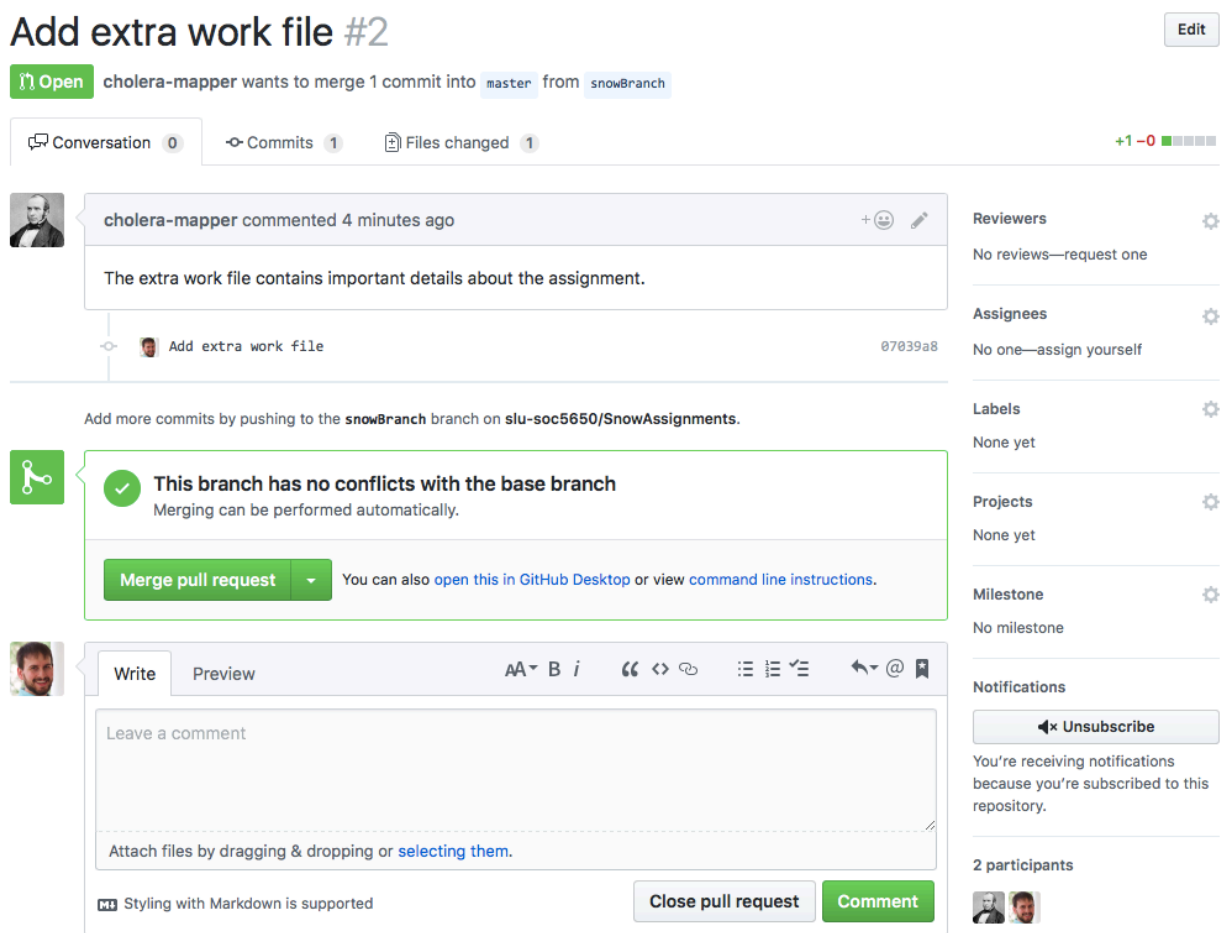 Add extra work file #2
Edit
Open cholera-mapper wants to merge 1 commit into master from snowBranch
Conversation 0 Commits 1 Files changed 1
+1 −0
cholera-mapper commented 4 minutes ago
The extra work file contains important details about the assignment.
Add extra work file 07039a8
Add more commits by pushing to the snowBranch branch on slu-soc5650/SnowAssignments.
This branch has no conflicts with the base branch
Merging can be performed automatically.
Merge pull request You can also open this in GitHub Desktop or view command line instructions.
Write Preview AA B i
Leave a comment
Attach files by dragging & dropping or selecting them.
Styling with Markdown is supported
Close pull request Comment
Reviewers
No reviews—request one
Assignees
No one—assign yourself
Labels
None yet
Projects
None yet
Milestone
No milestone
Notifications
Unsubscribe
You’re receiving notifications
because you’re subscribed to this
repository.
2 participants